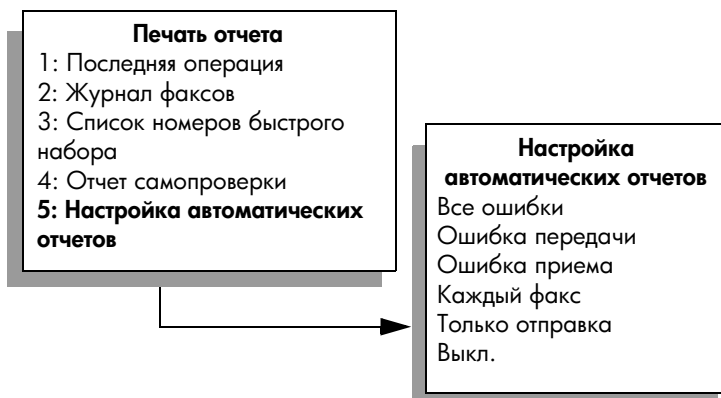 Печать отчета
1: Последняя операция
2: Журнал факсов
3: Список номеров быстрого
набора
4: Отчет самопроверки
5: Настройка автоматических
отчетов
Настройка
автоматических отчетов
Все ошибки
Ошибка передачи
Ошибка приема
Каждый факс
Только отправка
Выкл.